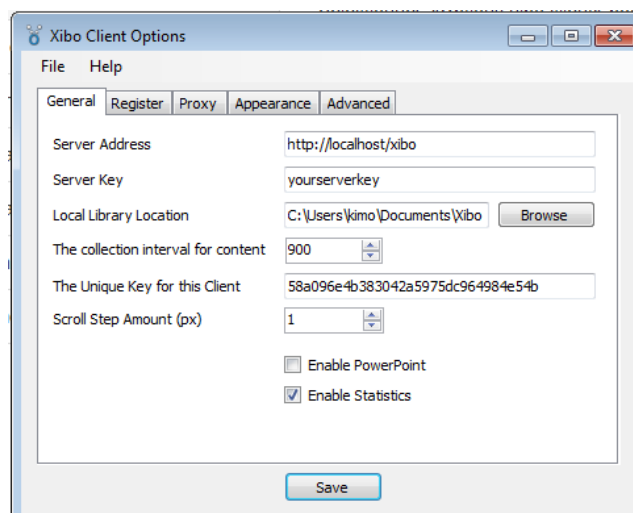 Xibo Client Options
File Help
General Register Proxy Appearance Advanced
Server Address http://localhost/xibo
Server Key yourserverkey
Local Library Location C:\Users\kimo\Documents\Xibo Browse
The collection interval for content 900
The Unique Key for this Client 58a096e4b383042a5975dc964984e54b
Scroll Step Amount (px) 1
Enable PowerPoint
Enable Statistics
Save